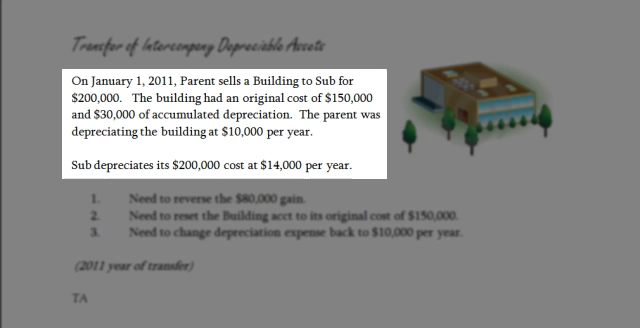 Transfer of Intercompany Depreciable Assets
On January 1, 2011, Parent sells a Building to Sub for
$200,000. The building had an original cost of $150,000
and $30,000 of accumulated depreciation. The parent was
depreciating the building at $10,000 per year.
Sub depreciates its $200,000 cost at $14,000 per year.
1. Need to reverse the $80,000 gain.
2. Need to reset the Building acct to its original cost of $150,000.
3. Need to change depreciation expense back to $10,000 per year.
(2011 year of transfer)
TA